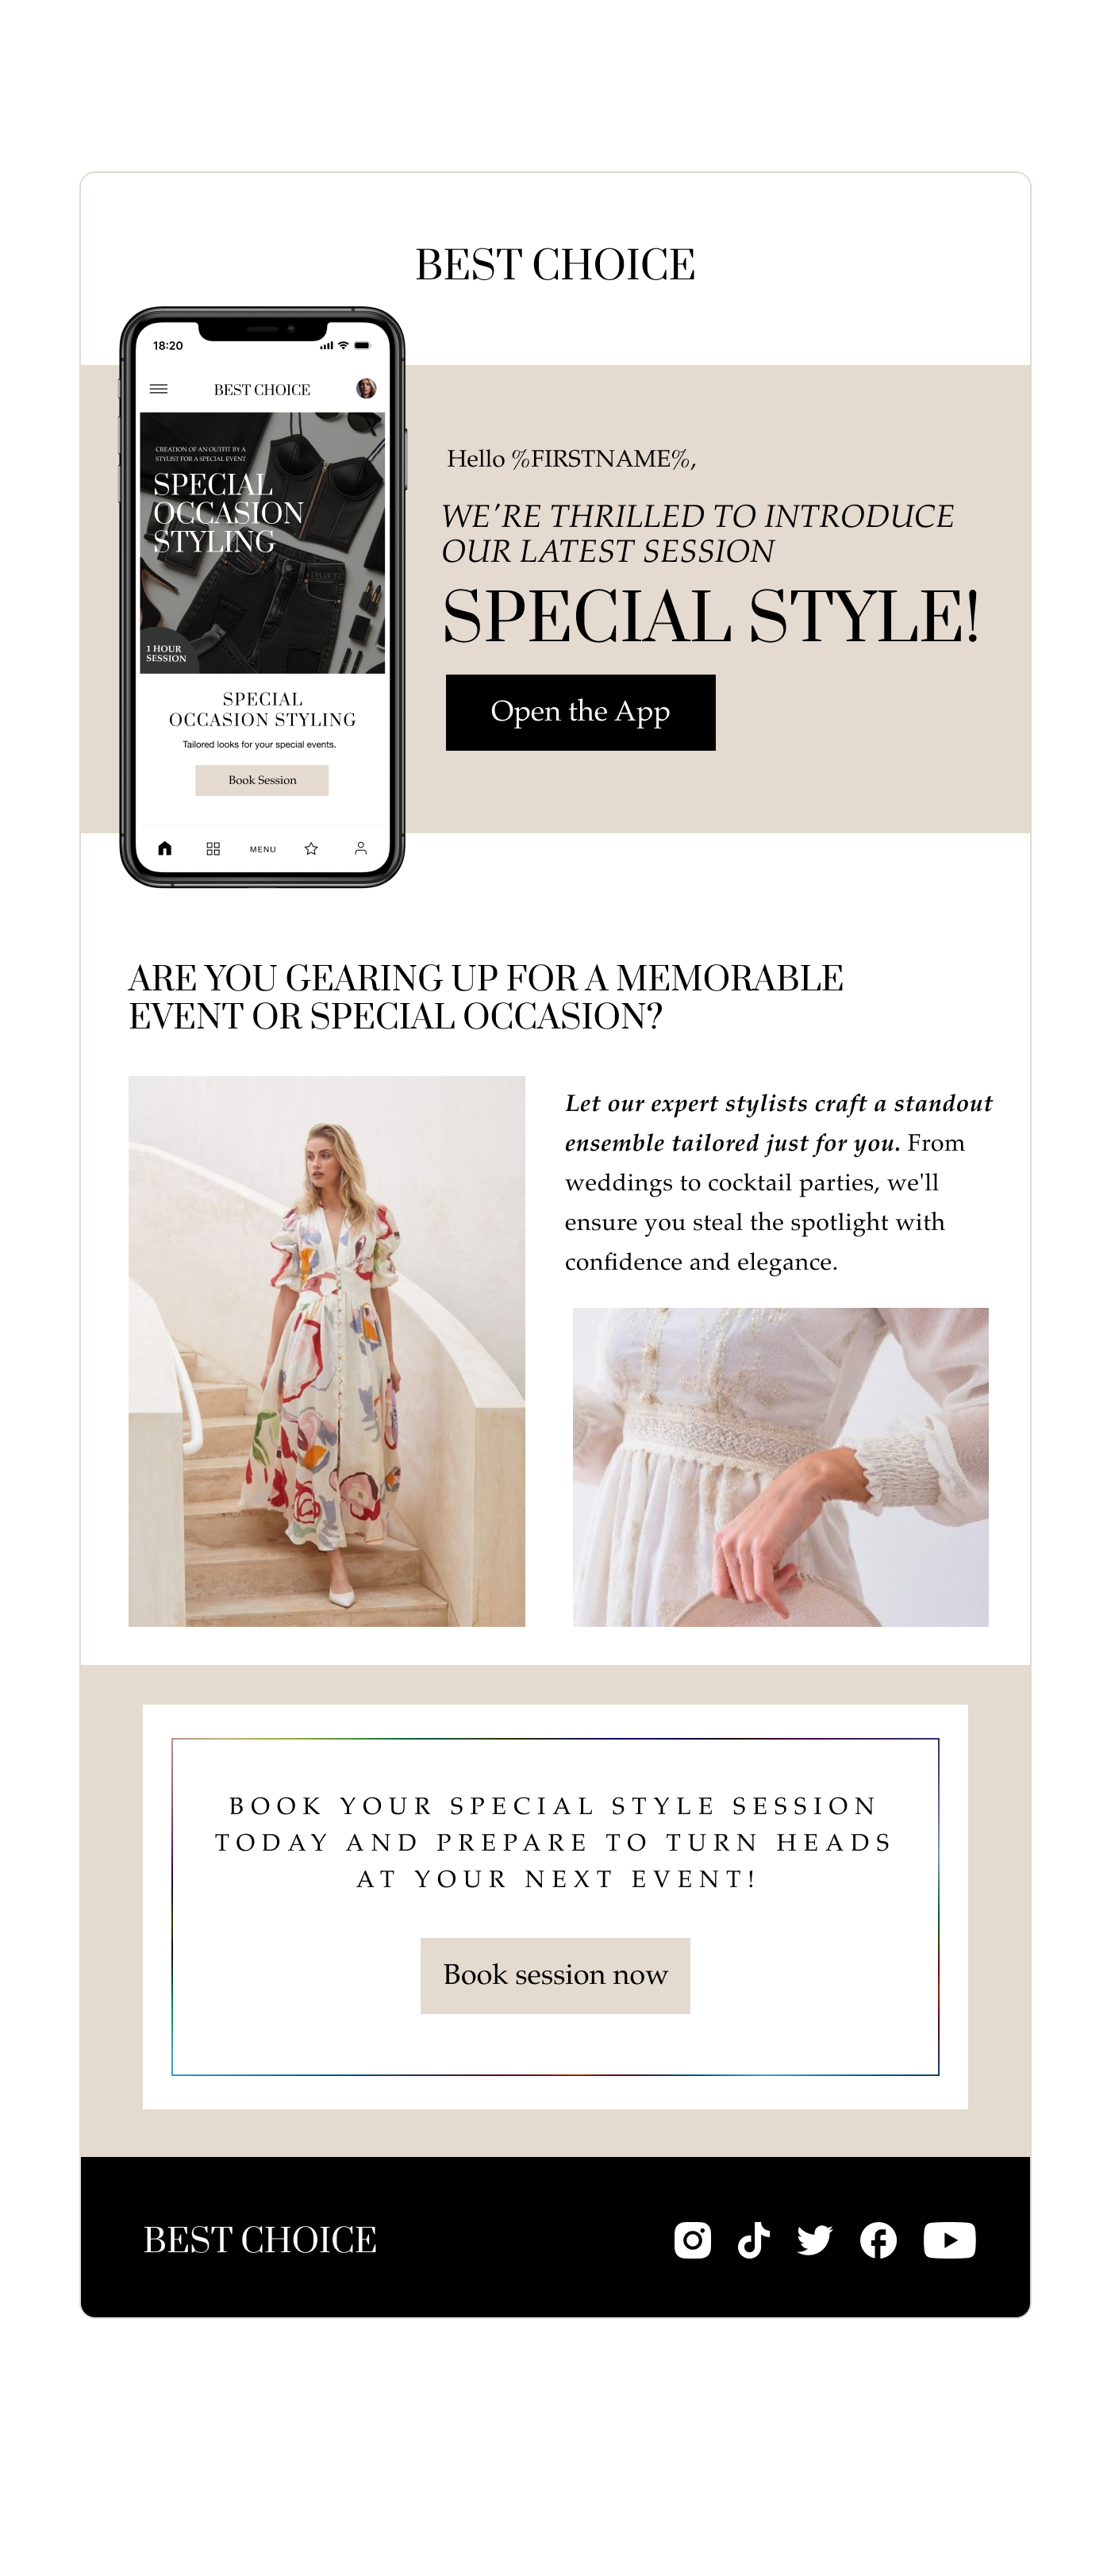 BEST CHOICE
18:20
BEST CHOICE
CREATION OF AN OUTFIT BY A
STYLIST FOR A SPECIAL EVENT
SPECIAL
OCCASION
STYLING
1 HOUR
SESSION
SPECIAL
OCCASION STYLING
Tailored looks for your special events.
Book Session
MENU
Hello %FIRSTNAME%,
WE'RE THRILLED TO INTRODUCE
OUR LATEST SESSION
SPECIAL STYLE!
Open the App
ARE YOU GEARING UP FOR A MEMORABLE
EVENT OR SPECIAL OCCASION?
Let our expert stylists craft a standout
ensemble tailored just for you. From
weddings to cocktail parties, we'll
ensure you steal the spotlight with
confidence and elegance.
BOOK YOUR SPECIAL STYLE SESSION
TODAY AND PREPARE TO TURN HEADS
AT YOUR NEXT EVENT!
Book session now
BEST CHOICE